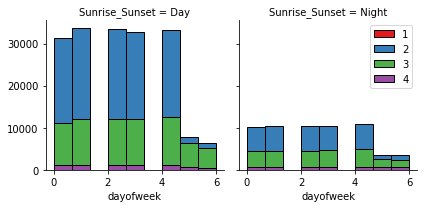 Sunrise_Sunset = Day
Sunrise_Sunset = Night
30000
20000
10000
0
0 2 4 6
dayofweek
0 2 4 6
dayofweek
1
2
3
4